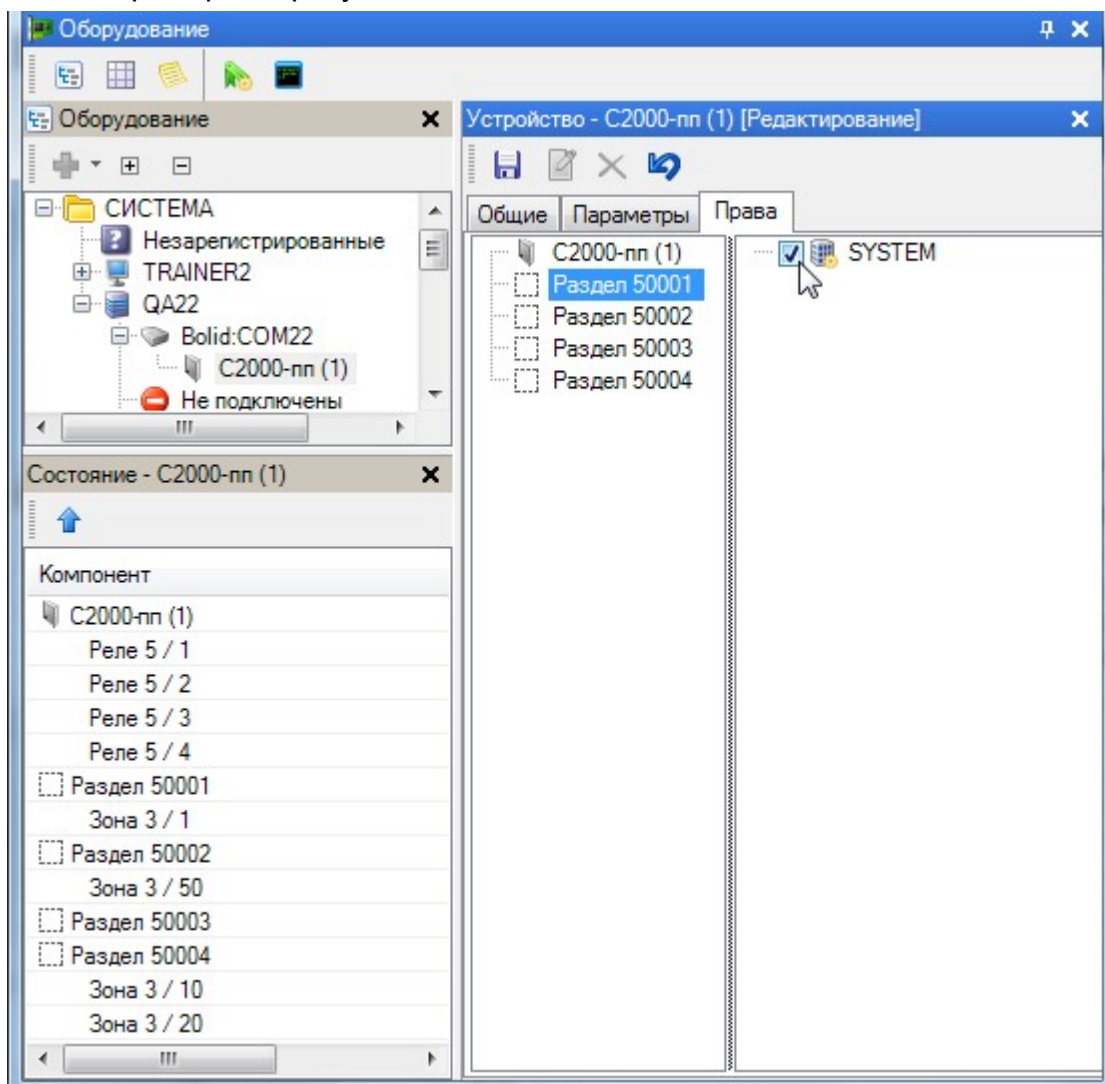 Оборудование
Оборудование
СИСТЕМА
Незарегистрированные
TRAINER2
QA22
Bolid:COM22
С2000-пп (1)
Не подключены
Состояние - С2000-пп (1)
Компонент
С2000-пп (1)
Реле 5 / 1
Реле 5 / 2
Реле 5 / 3
Реле 5 / 4
Раздел 50001
Зона 3 / 1
Раздел 50002
Зона 3 / 50
Раздел 50003
Раздел 50004
Зона 3 / 10
Зона 3 / 20
Устройство - С2000-пп (1) [Редактирование]
Общие Параметры Права
С2000-пп (1)
Раздел 50001
Раздел 50002
Раздел 50003
Раздел 50004
SYSTEM